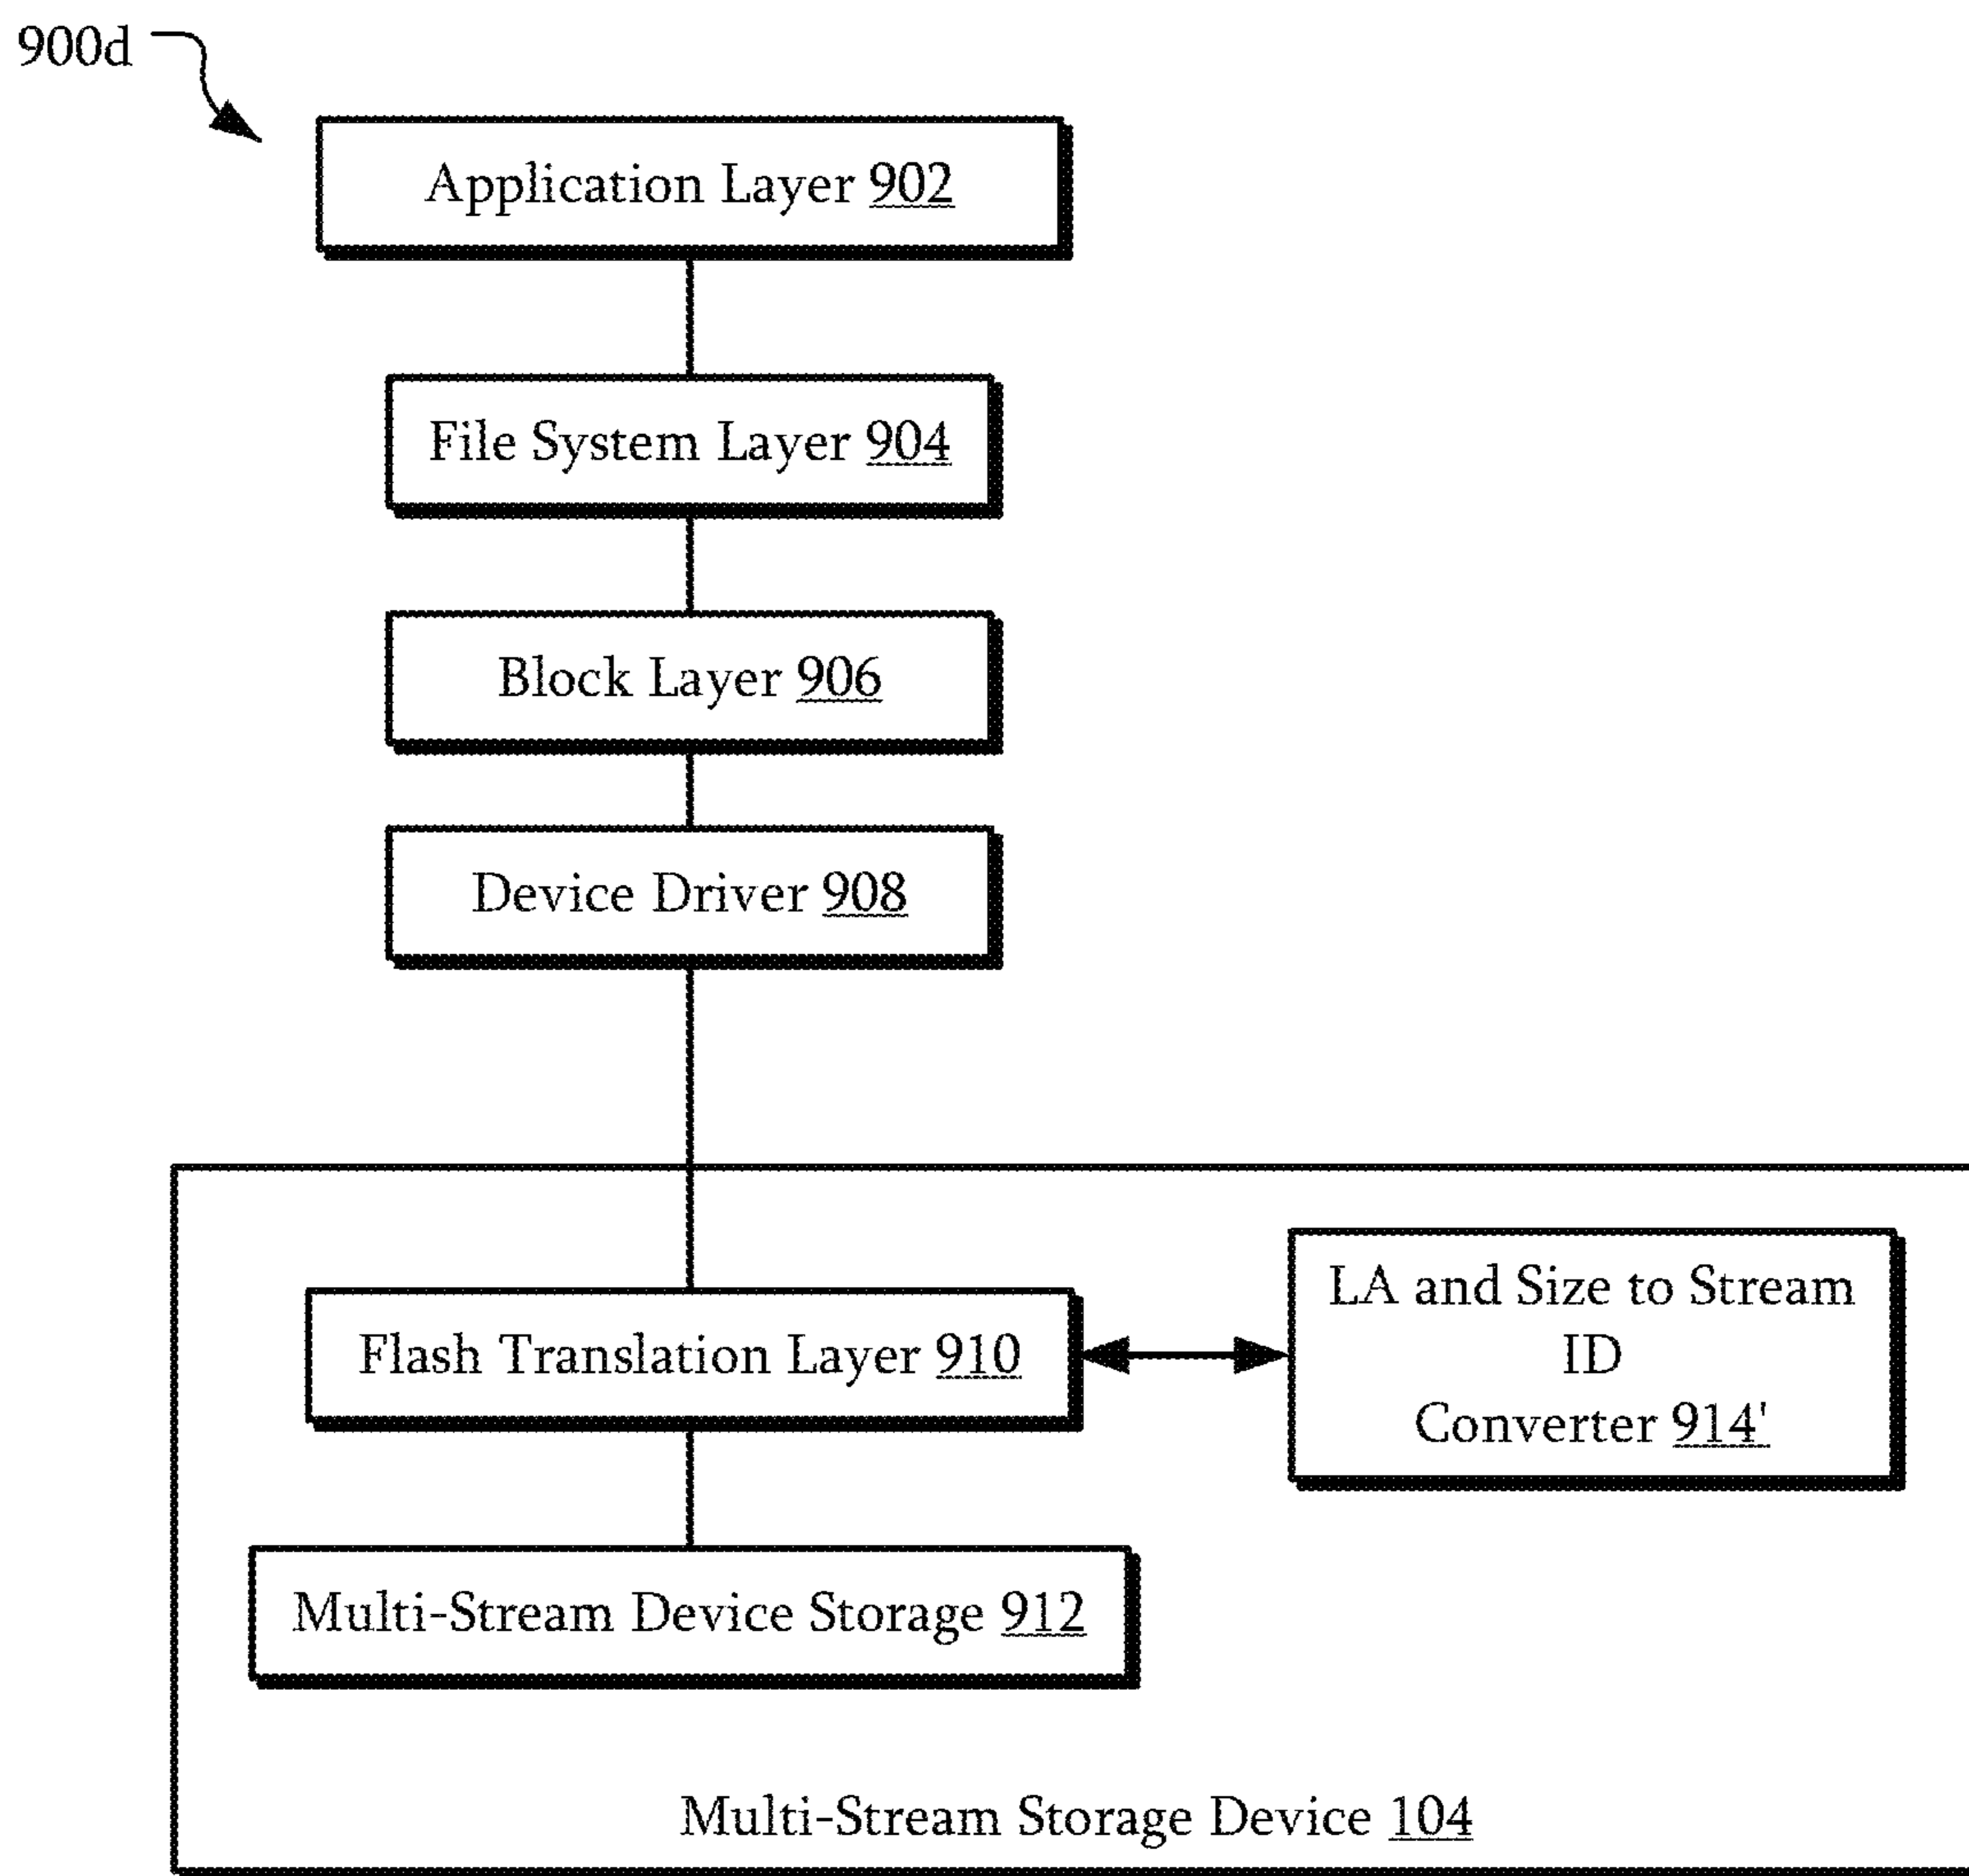 900d
Application Layer 902
File System Layer 904
Block Layer 906
Device Driver 908
Flash Translation Layer 910
LA and Size to Stream
ID
Converter 914'
Multi-Stream Device Storage 912
Multi-Stream Storage Device 104